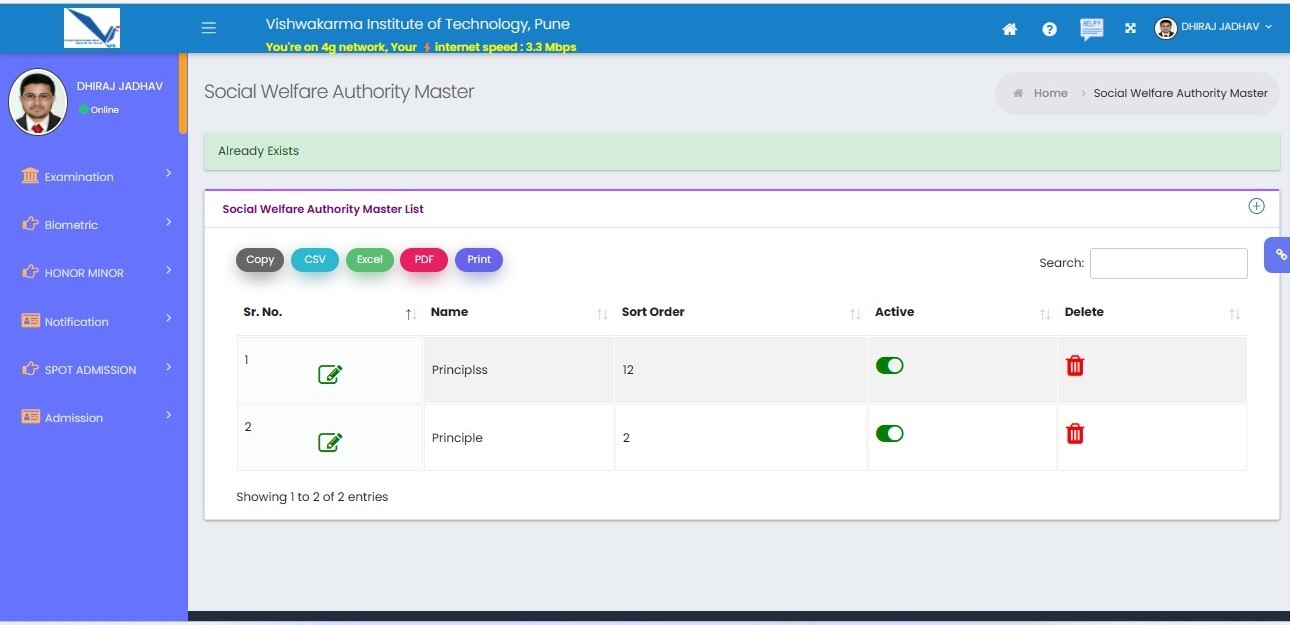 Vishwakarma Institute of Technology, Pune
You're on 4g network, Your ⚡ internet speed : 3.3 Mbps
HELP?
DHIRAJ JADHAV
DHIRAJ JADHAV
Online
Examination
Biometric
HONOR MINOR
Notification
SPOT ADMISSION
Admission
Social Welfare Authority Master
Home > Social Welfare Authority Master
Already Exists
Social Welfare Authority Master List
Copy CSV Excel PDF Print
Search:
Sr. No. Name Sort Order Active Delete
1 Principlss 12
2 Principle 2
Showing 1 to 2 of 2 entries